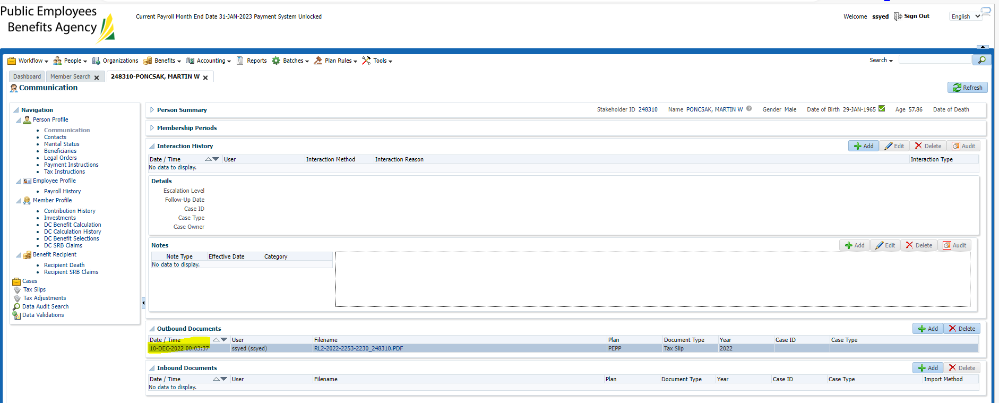 Public Employees
Benefits Agency
Current Payroll Month End Date 31-JAN-2023 Payment System Unlocked
Welcome ssyed Sign Out English
Workflow People Organizations Benefits Accounting Reports Batches Plan Rules Tools Search
Dashboard Member Search 248310-PONCSAK, MARTIN W
Communication Refresh
Navigation
Person Profile
Communication
Contacts
Marital Status
Beneficiaries
Legal Orders
Payment Instructions
Tax Instructions
Employee Profile
Payroll History
Member Profile
Contribution History
Investments
DC Benefit Calculation
DC Calculation History
DC Benefit Selections
DC SRB Claims
Benefit Recipient
Recipient Death
Recipient SRB Claims
Cases
Tax Slips
Tax Adjustments
Data Audit Search
Data Validations
Person Summary Stakeholder ID 248310 Name PONCSAK, MARTIN W Gender Male Date of Birth 29-JAN-1965 Age 57.86 Date of Death
Membership Periods
Interaction History Add Edit Delete Audit
Date / Time User Interaction Method Interaction Reason Interaction Type
No data to display.
Details
Escalation Level
Follow-Up Date
Case ID
Case Type
Case Owner
Notes Add Edit Delete Audit
Note Type Effective Date Category
No data to display.
Outbound Documents Add Delete
Date / Time User Filename Plan Document Type Year Case ID Case Type
10-DEC-2022 00:03:37 ssyed (ssyed) RL2-2022-2253-2230_248310.PDF PEPP Tax Slip 2022
Inbound Documents Add Delete
Date / Time User Filename Plan Document Type Year Case ID Case Type Import Method
No data to display.